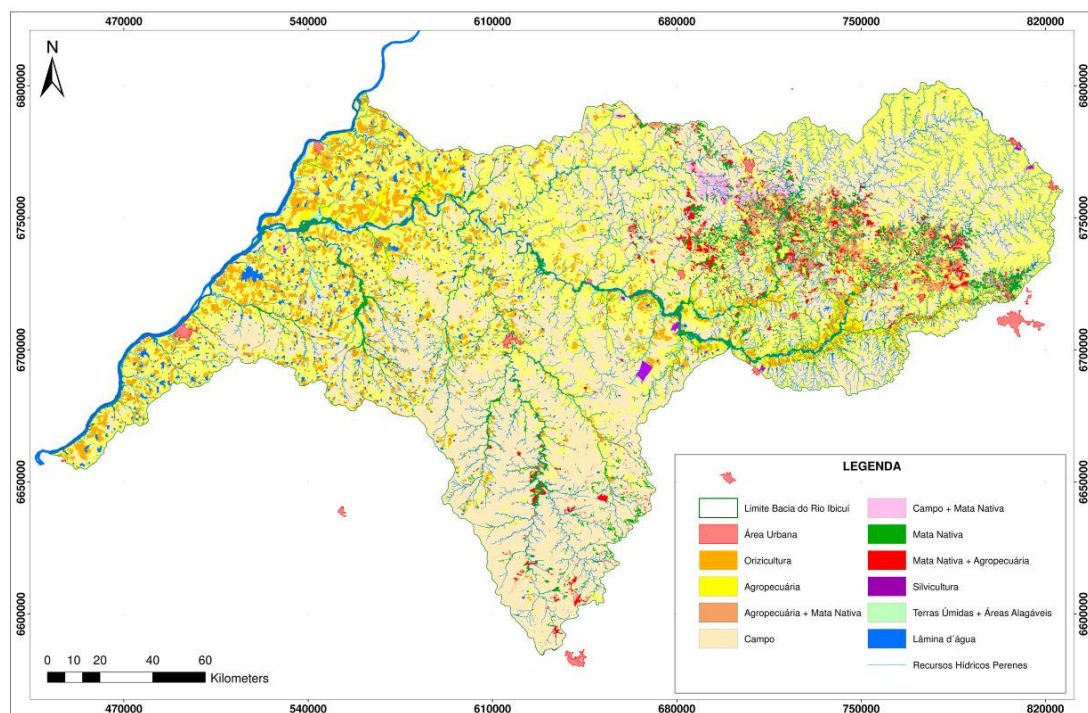 470000 540000 610000 680000 750000 820000
N
6800000 6800000
6750000 6750000
6700000 6700000
6650000 6650000
6600000 6600000
LEGENDA
Limite Bacia do Rio Ibicuí
Área Urbana
Orizicultura
Agropecuária
Agropecuária + Mata Nativa
Campo
Campo + Mata Nativa
Mata Nativa
Mata Nativa + Agropecuária
Silvicultura
Terras Úmidas + Áreas Alagáveis
Lâmina d´água
Recursos Hídricos Perenes
0 10 20 40 60
Kilometers
470000 540000 610000 680000 750000 820000